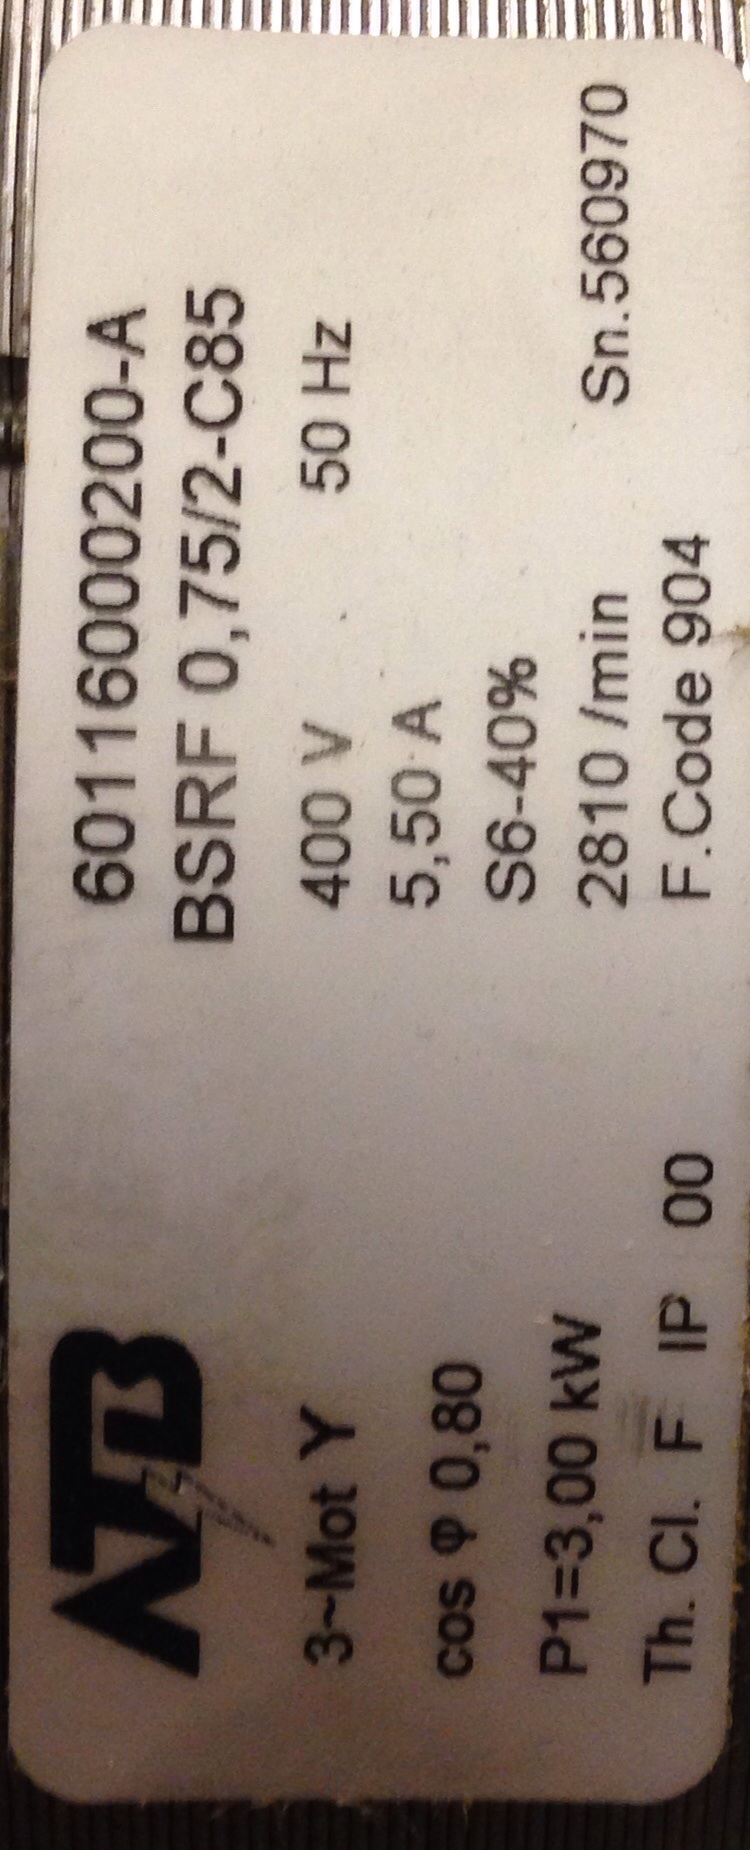 ATB
60116000200-A
BSRF 0,75/2-C85
3~Mot Y 400 V 50 Hz
5,50 A
cos φ 0,80
S6-40%
P1=3,00 kW
2810 /min Sn.560970
Th. Cl. F IP 00 F.Code 904